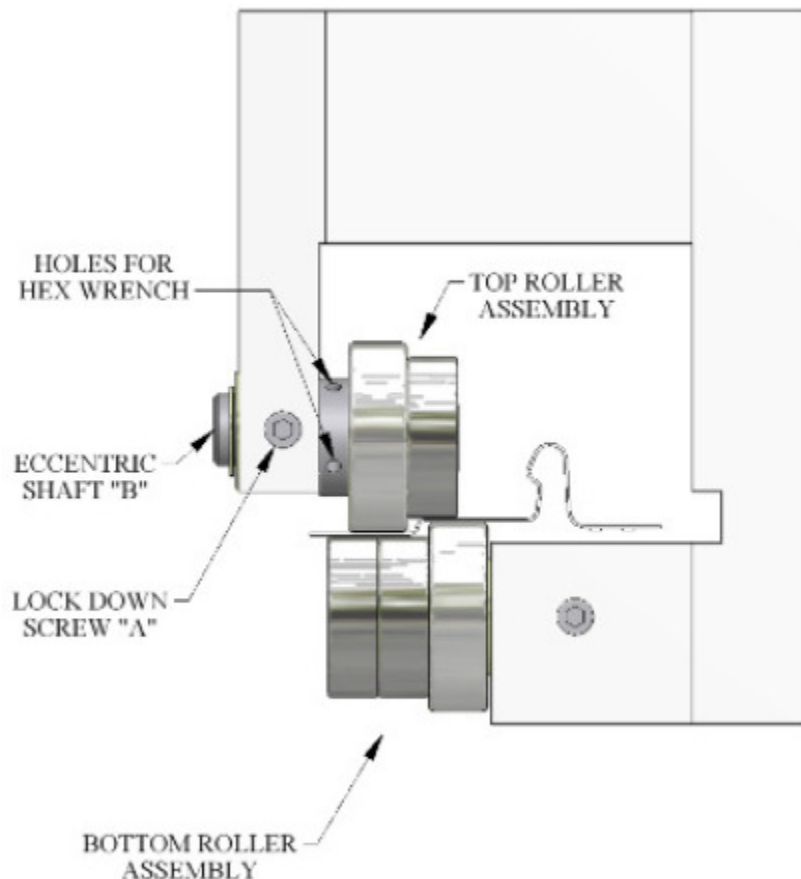 HOLES FOR
HEX WRENCH
TOP ROLLER
ASSEMBLY
ECCENTRIC
SHAFT "B"
LOCK DOWN
SCREW "A"
BOTTOM ROLLER
ASSEMBLY